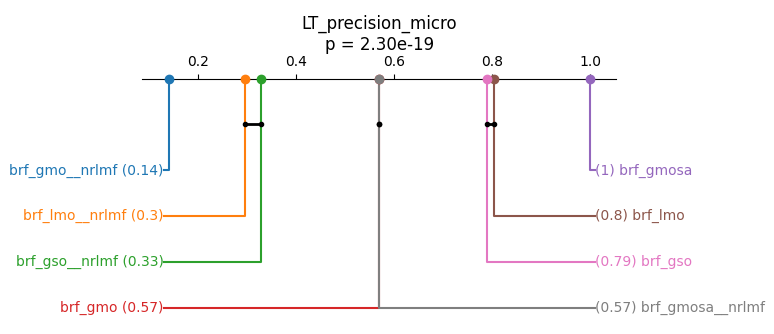 LT_precision_micro
p = 2.30e-19
0.2 0.4 0.6 0.8 1.0
brf_gmo__nrlmf (0.14) (1) brf_gmosa
brf_lmo__nrlmf (0.3) (0.8) brf_lmo
brf_gso__nrlmf (0.33) (0.79) brf_gso
brf_gmo (0.57) (0.57) brf_gmosa__nrlmf